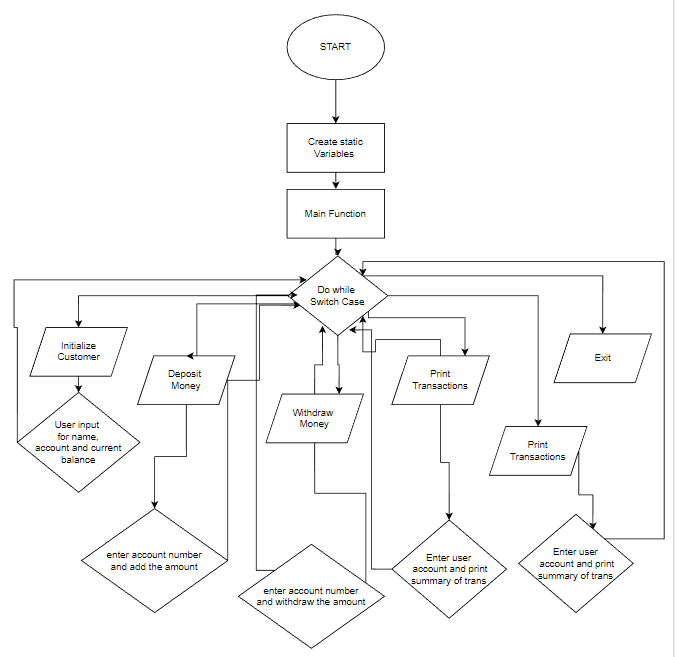 START
Create static
Variables
Main Function
Do while
Switch Case
Initialize
Customer
Deposit
Money
Withdraw
Money
Print
Transactions
Exit
Print
Transactions
User input
for name,
account and current
balance
enter account number
and add the amount
enter account number
and withdraw the amount
Enter user
account and print
summary of trans
Enter user
account and print
summary of trans